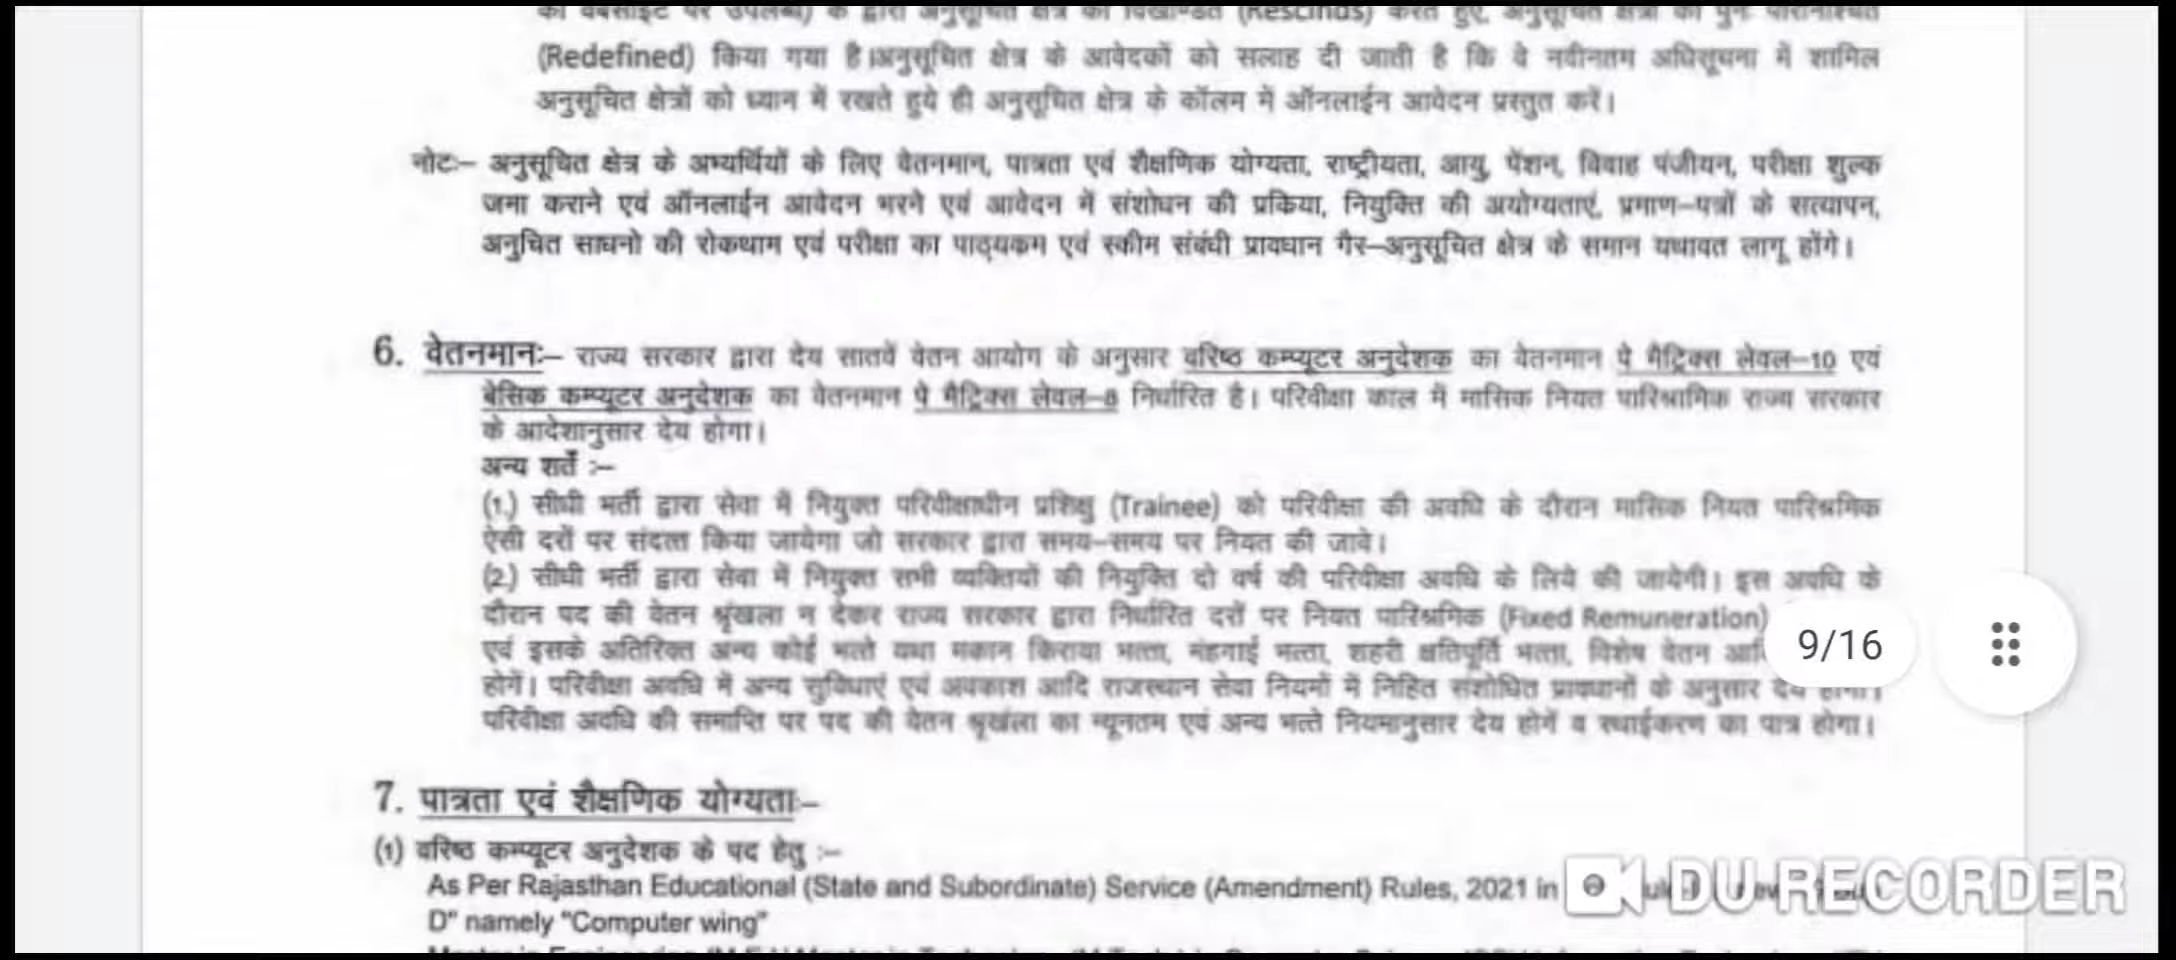 (Redefined) किया गया है।अनुसूचित क्षेत्र के आवेदकों को सलाह दी जाती है कि वे नवीनतम अधिसूचना में शामिल
अनुसूचित क्षेत्रों को ध्यान में रखते हुये ही अनुसूचित क्षेत्र के कॉलम में ऑनलाईन आवेदन प्रस्तुत करें।
नोटः– अनुसूचित क्षेत्र के अभ्यर्थियों के लिए वेतनमान, पात्रता एवं शैक्षणिक योग्यता, राष्ट्रीयता, आयु, पेंशन, विवाह पंजीयन, परीक्षा शुल्क
जमा कराने एवं ऑनलाईन आवेदन भरने एवं आवेदन में संशोधन की प्रकिया, नियुक्ति की अयोग्यताएं, प्रमाण–पत्रों के सत्यापन,
अनुचित साधनो की रोकथाम एवं परीक्षा का पाठ्यकम एवं स्कीम संबंधी प्रावधान गैर–अनुसूचित क्षेत्र के समान यथावत लागू होंगे।
6. वेतनमानः– राज्य सरकार द्वारा देय सातवें वेतन आयोग के अनुसार वरिष्ठ कम्प्यूटर अनुदेशक का वेतनमान पे मैट्रिक्स लेवल–10 एवं
बेसिक कम्प्यूटर अनुदेशक का वेतनमान पे मैट्रिक्स लेवल–8 निर्धारित है। परिवीक्षा काल में मासिक नियत पारिश्रामिक राज्य सरकार
के आदेशानुसार देय होगा।
अन्य शर्तें :–
(1.) सीधी भर्ती द्वारा सेवा में नियुक्त परिवीक्षाधीन प्रशिक्षु (Trainee) को परिवीक्षा की अवधि के दौरान मासिक नियत पारिश्रमिक
ऐसी दरों पर संदत्त किया जायेगा जो सरकार द्वारा समय–समय पर नियत की जावे।
(2.) सीधी भर्ती द्वारा सेवा में नियुक्त सभी व्यक्तियों की नियुक्ति दो वर्ष की परिवीक्षा अवधि के लिये की जायेगी। इस अवधि के
दौरान पद की वेतन श्रृंखला न देकर राज्य सरकार द्वारा निर्धारित दरों पर नियत पारिश्रमिक (Fixed Remuneration)
एवं इसके अतिरिक्त अन्य कोई भत्ते यथा मकान किराया भत्ता, मंहगाई भत्ता, शहरी क्षतिपूर्ति भत्ता, विशेष वेतन
होगें। परिवीक्षा अवधि में अन्य सुविधाएं एवं अवकाश आदि राजस्थान सेवा नियमों में निहित संशोधित प्रावधानों के अनुसार देय होगा।
परिवीक्षा अवधि की समाप्ति पर पद की वेतन श्रृखंला का न्यूनतम एवं अन्य भत्ते नियमानुसार देय होगें व स्थाईकरण का पात्र होगा।
9/16
7. पात्रता एवं शैक्षणिक योग्यताः–
(1) वरिष्ठ कम्प्यूटर अनुदेशक के पद हेतु :–
As Per Rajasthan Educational (State and Subordinate) Service (Amendment) Rules, 2021 in
D" namely "Computer wing"
DU RECORDER